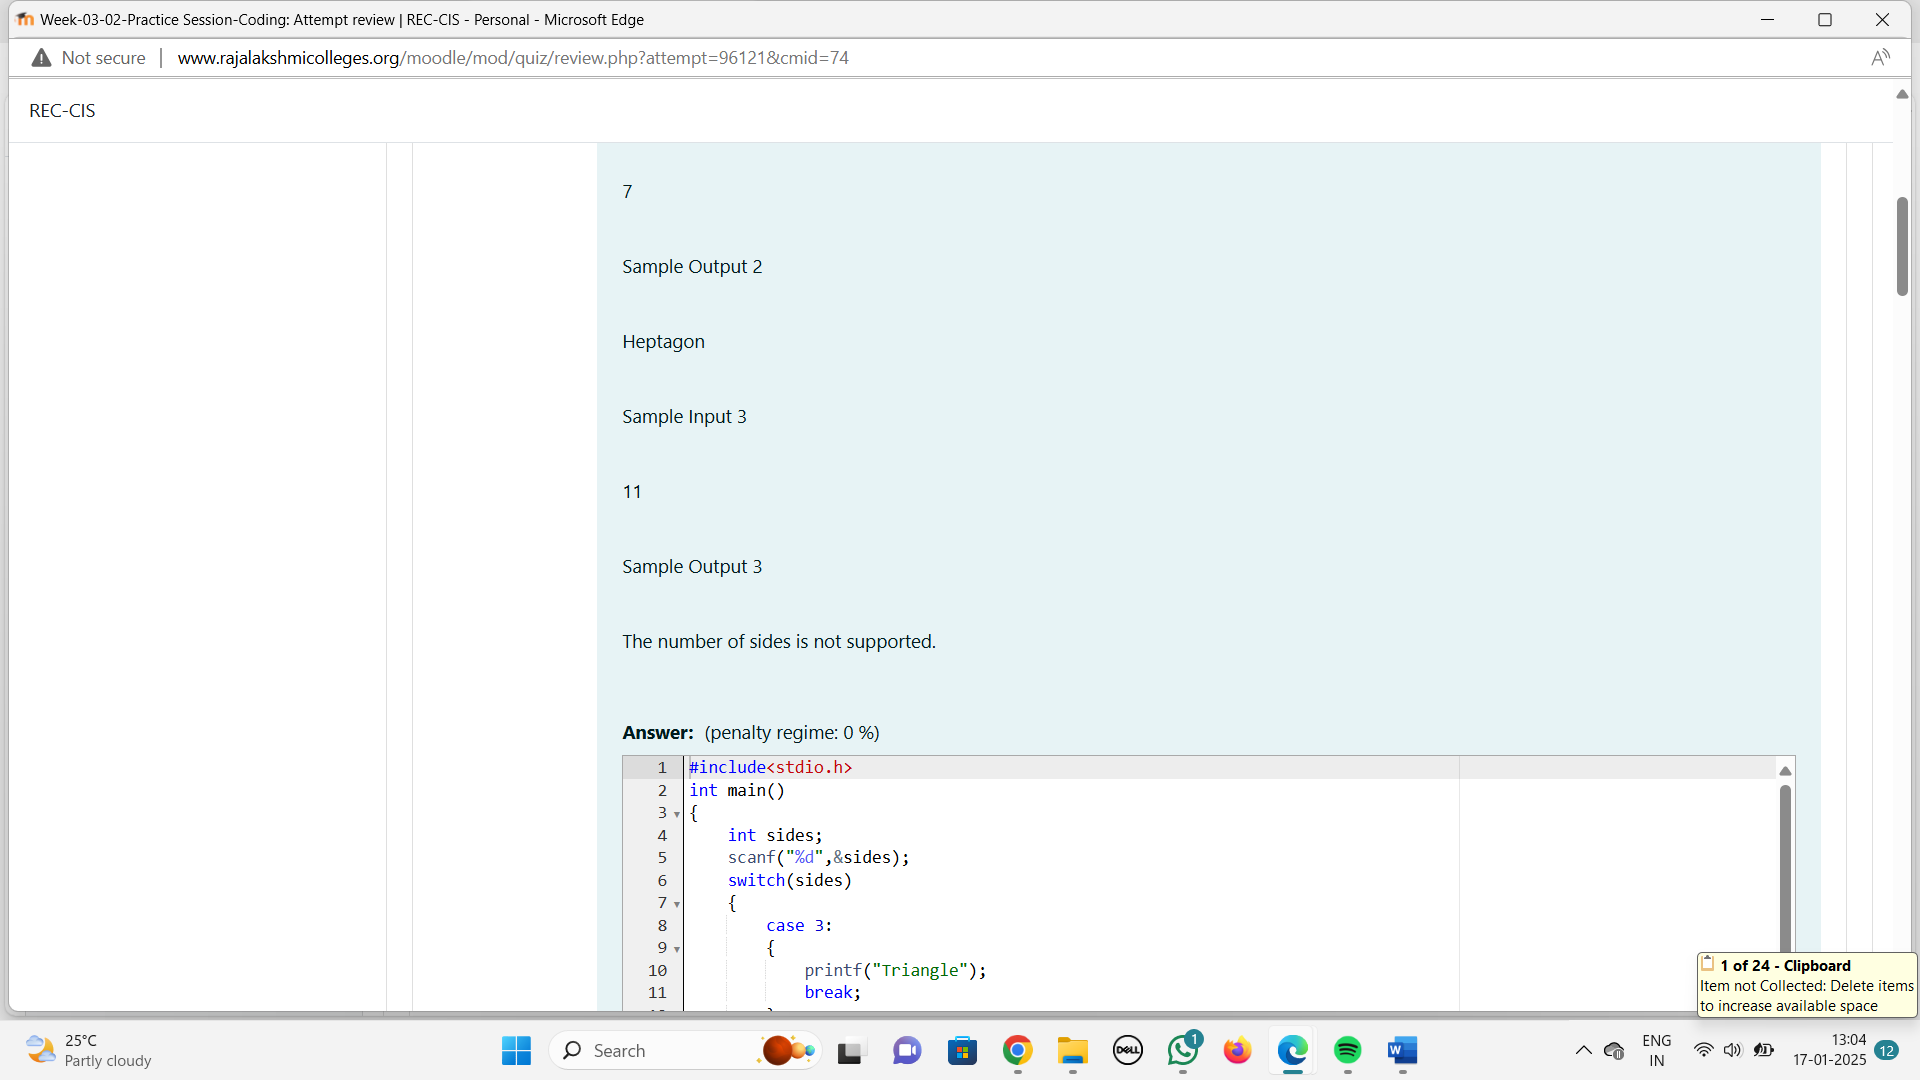 Week-03-02-Practice Session-Coding: Attempt review | REC-CIS - Personal - Microsoft Edge
Not secure
www.rajalakshmicolleges.org/moodle/mod/quiz/review.php?attempt=96121&cmid=74
REC-CIS
7
Sample Output 2
Heptagon
Sample Input 3
11
Sample Output 3
The number of sides is not supported.
Answer: (penalty regime: 0 %)
1 #include<stdio.h>
2 int main()
3 {
4 int sides;
5 scanf("%d",&sides);
6 switch(sides)
7 {
8 case 3:
9 {
10 printf("Triangle");
11 break;
1 of 24 - Clipboard
Item not Collected: Delete items
to increase available space
25°C
Partly cloudy
Search
DELL
1
W
ENG
IN
13:04
17-01-2025
12